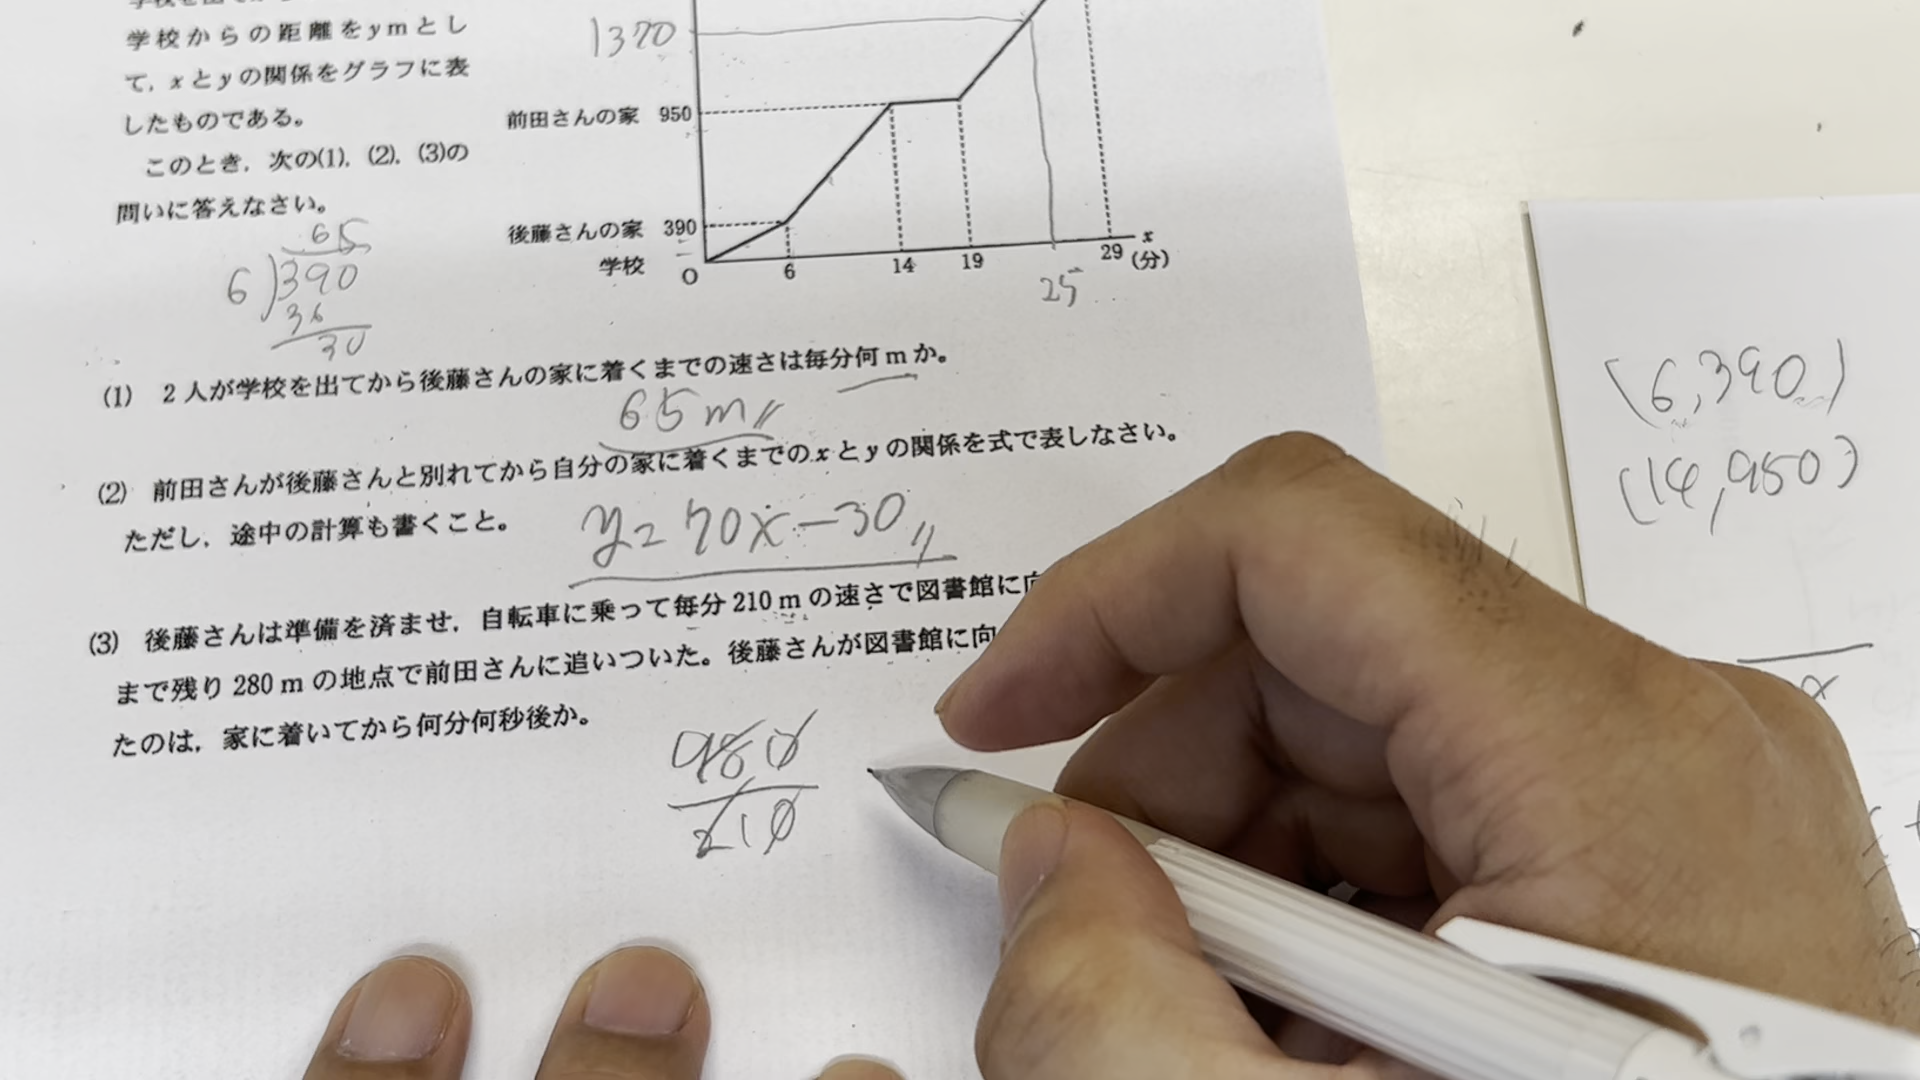 学校からの距離をymとし
て，xとyの関係をグラフに表
したものである。
このとき，次の(1)，(2)，(3)の
問いに答えなさい。
1370
前田さんの家 950
後藤さんの家 390
学校
O 6 14 19 29 x
(分)
25
65
6)390
36
30
(1) 2人が学校を出てから後藤さんの家に着くまでの速さは毎分何mか。
65m
(2) 前田さんが後藤さんと別れてから自分の家に着くまでのxとyの関係を式で表しなさい。
ただし，途中の計算も書くこと。
y=70x-30
(3) 後藤さんは準備を済ませ，自転車に乗って毎分210mの速さで図書館に向
まで残り280mの地点で前田さんに追いついた。後藤さんが図書館に向
たのは，家に着いてから何分何秒後か。
980
210
(6,390)
(14,950)